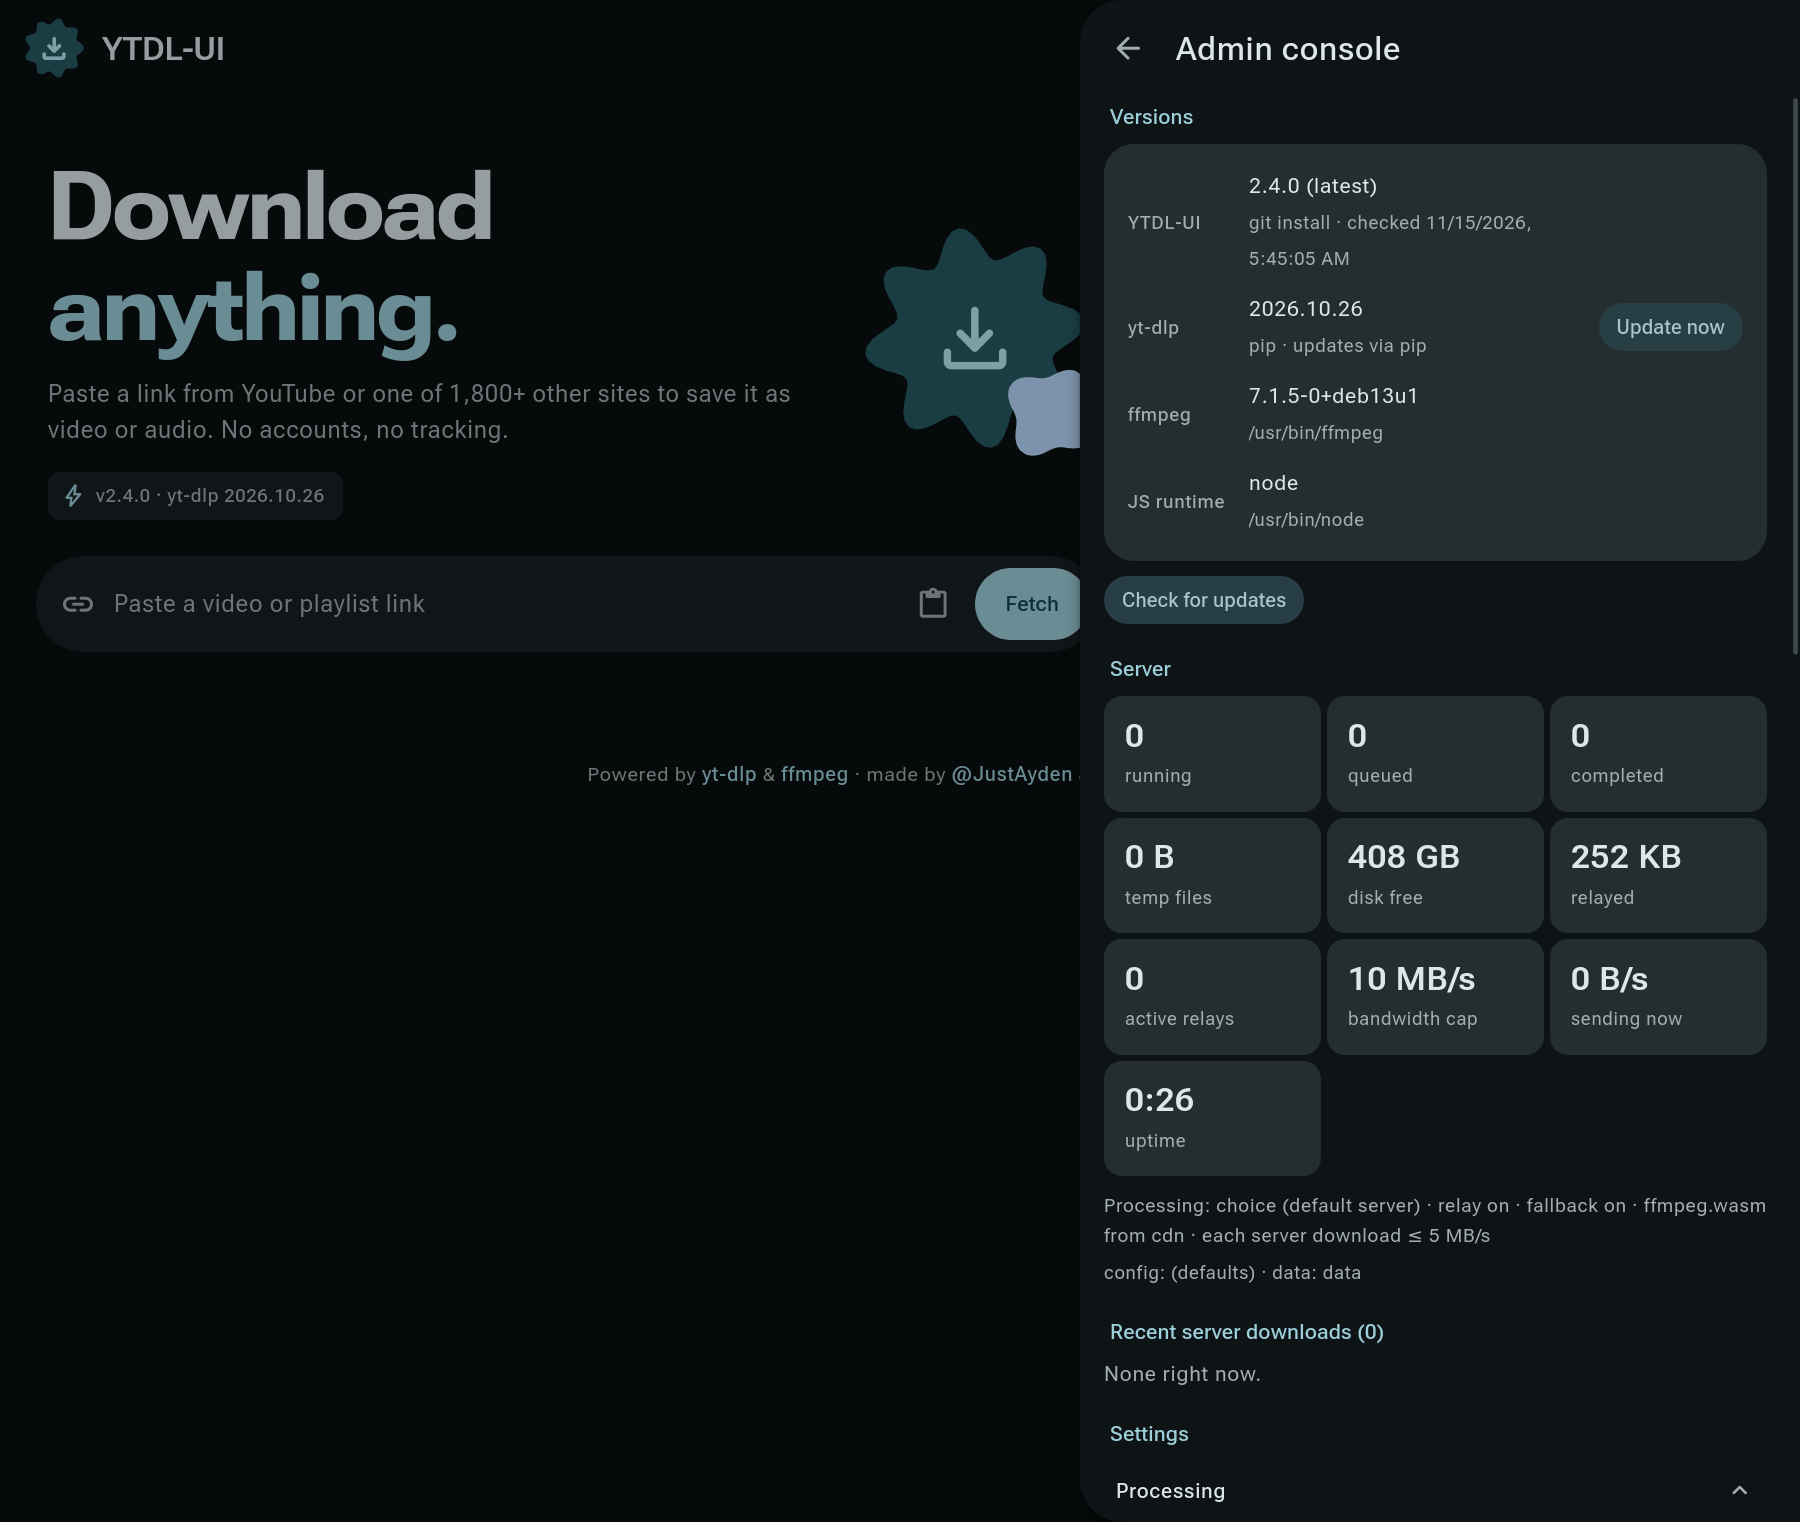 YTDL-UI
Download
anything.
Paste a link from YouTube or one of 1,800+ other sites to save it as
video or audio. No accounts, no tracking.
v2.4.0 · yt-dlp 2026.10.26
Paste a video or playlist link
Fetch
Powered by yt-dlp & ffmpeg · made by @JustAyden
Admin console
Versions
YTDL-UI
2.4.0 (latest)
git install · checked 11/15/2026,
5:45:05 AM
yt-dlp
2026.10.26
pip · updates via pip
Update now
ffmpeg
7.1.5-0+deb13u1
/usr/bin/ffmpeg
JS runtime
node
/usr/bin/node
Check for updates
Server
0
running
0
queued
0
completed
0 B
temp files
408 GB
disk free
252 KB
relayed
0
active relays
10 MB/s
bandwidth cap
0 B/s
sending now
0:26
uptime
Processing: choice (default server) · relay on · fallback on · ffmpeg.wasm
from cdn · each server download ≤ 5 MB/s
config: (defaults) · data: data
Recent server downloads (0)
None right now.
Settings
Processing